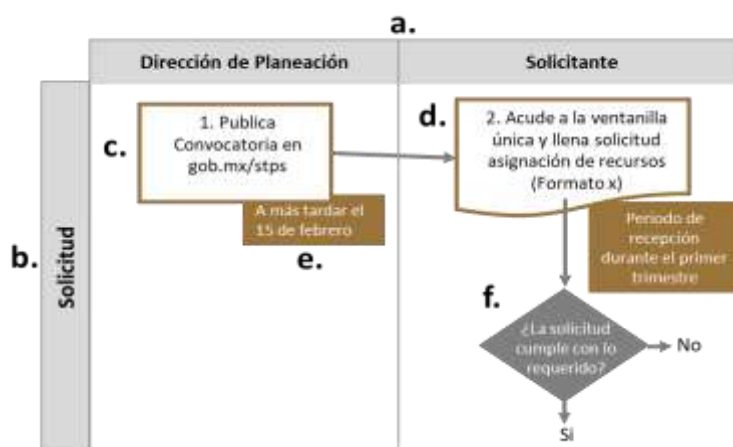 a.
Dirección de Planeación
Solicitante
b.
Solicitud
c.
1. Publica
Convocatoria en
gob.mx/stps
A más tardar el
15 de febrero
e.
d.
2. Acude a la ventanilla
única y llena solicitud
asignación de recursos
(Formato x)
Periodo de
recepción
durante el primer
trimestre
f.
¿La solicitud
cumple con lo
requerido?
No
Si